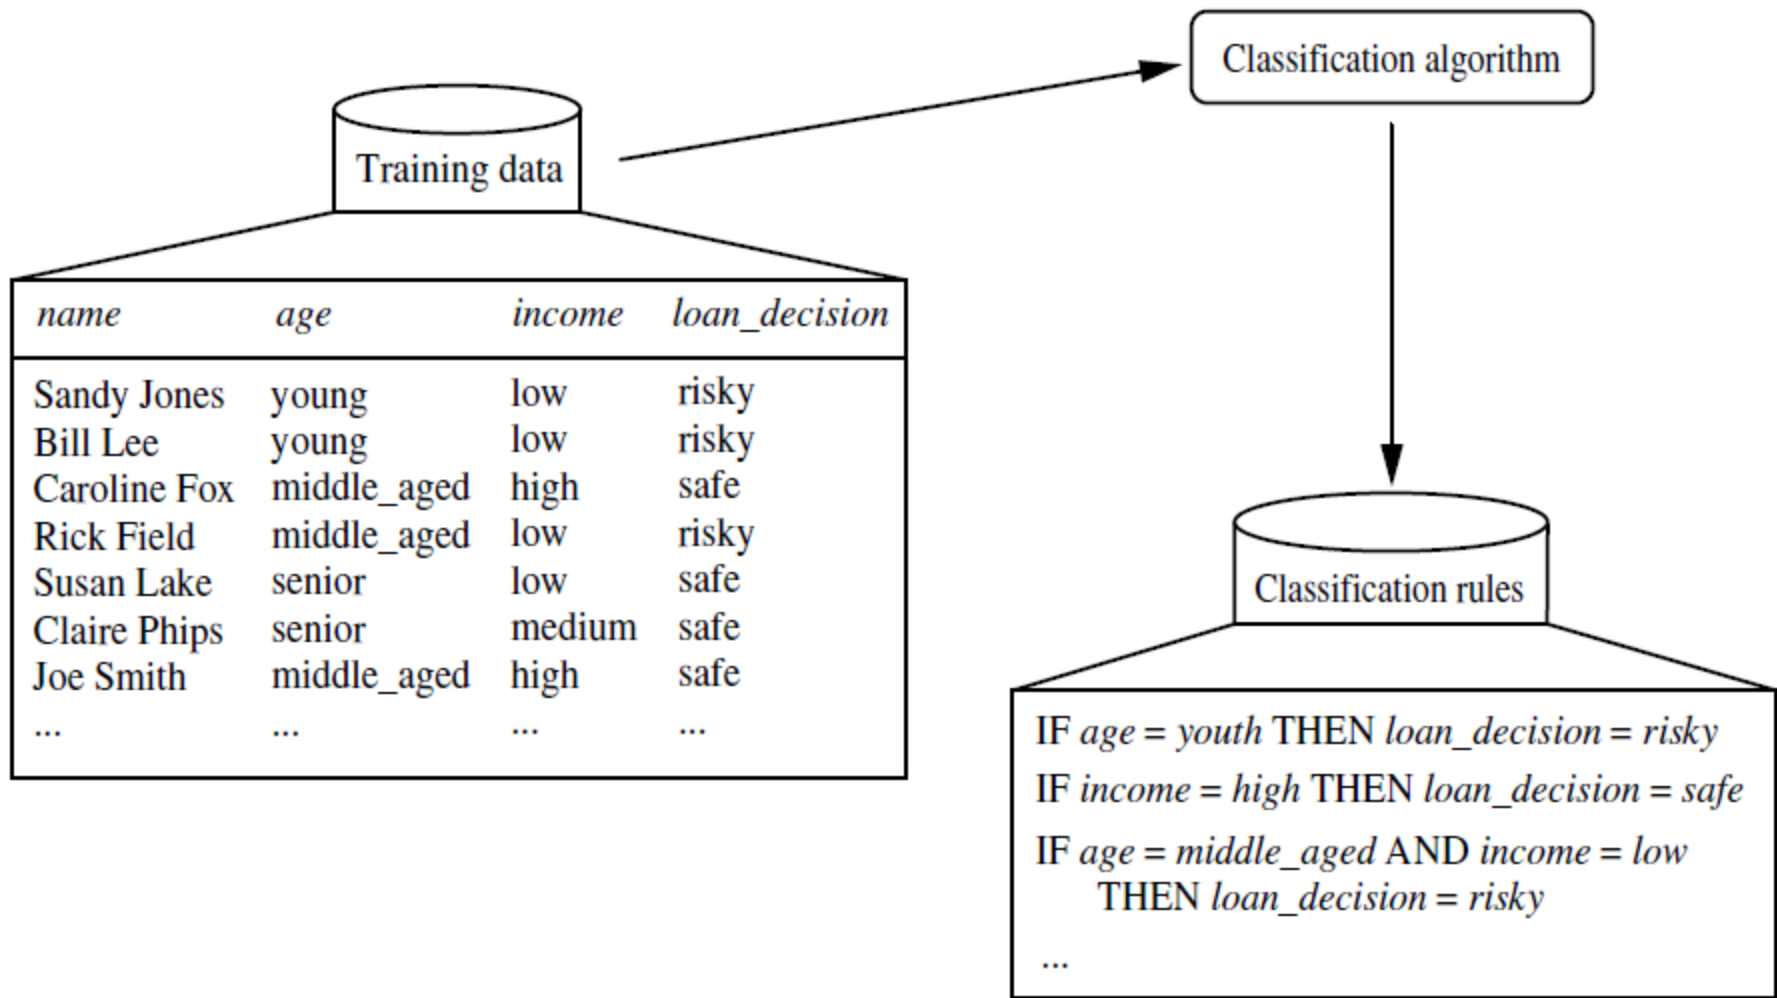 Classification algorithm
Training data
name age income loan_decision
Sandy Jones young low risky
Bill Lee young low risky
Caroline Fox middle_aged high safe
Rick Field middle_aged low risky
Susan Lake senior low safe
Claire Phips senior medium safe
Joe Smith middle_aged high safe
... ... ... ...
Classification rules
IF age = youth THEN loan_decision = risky
IF income = high THEN loan_decision = safe
IF age = middle_aged AND income = low
THEN loan_decision = risky
...